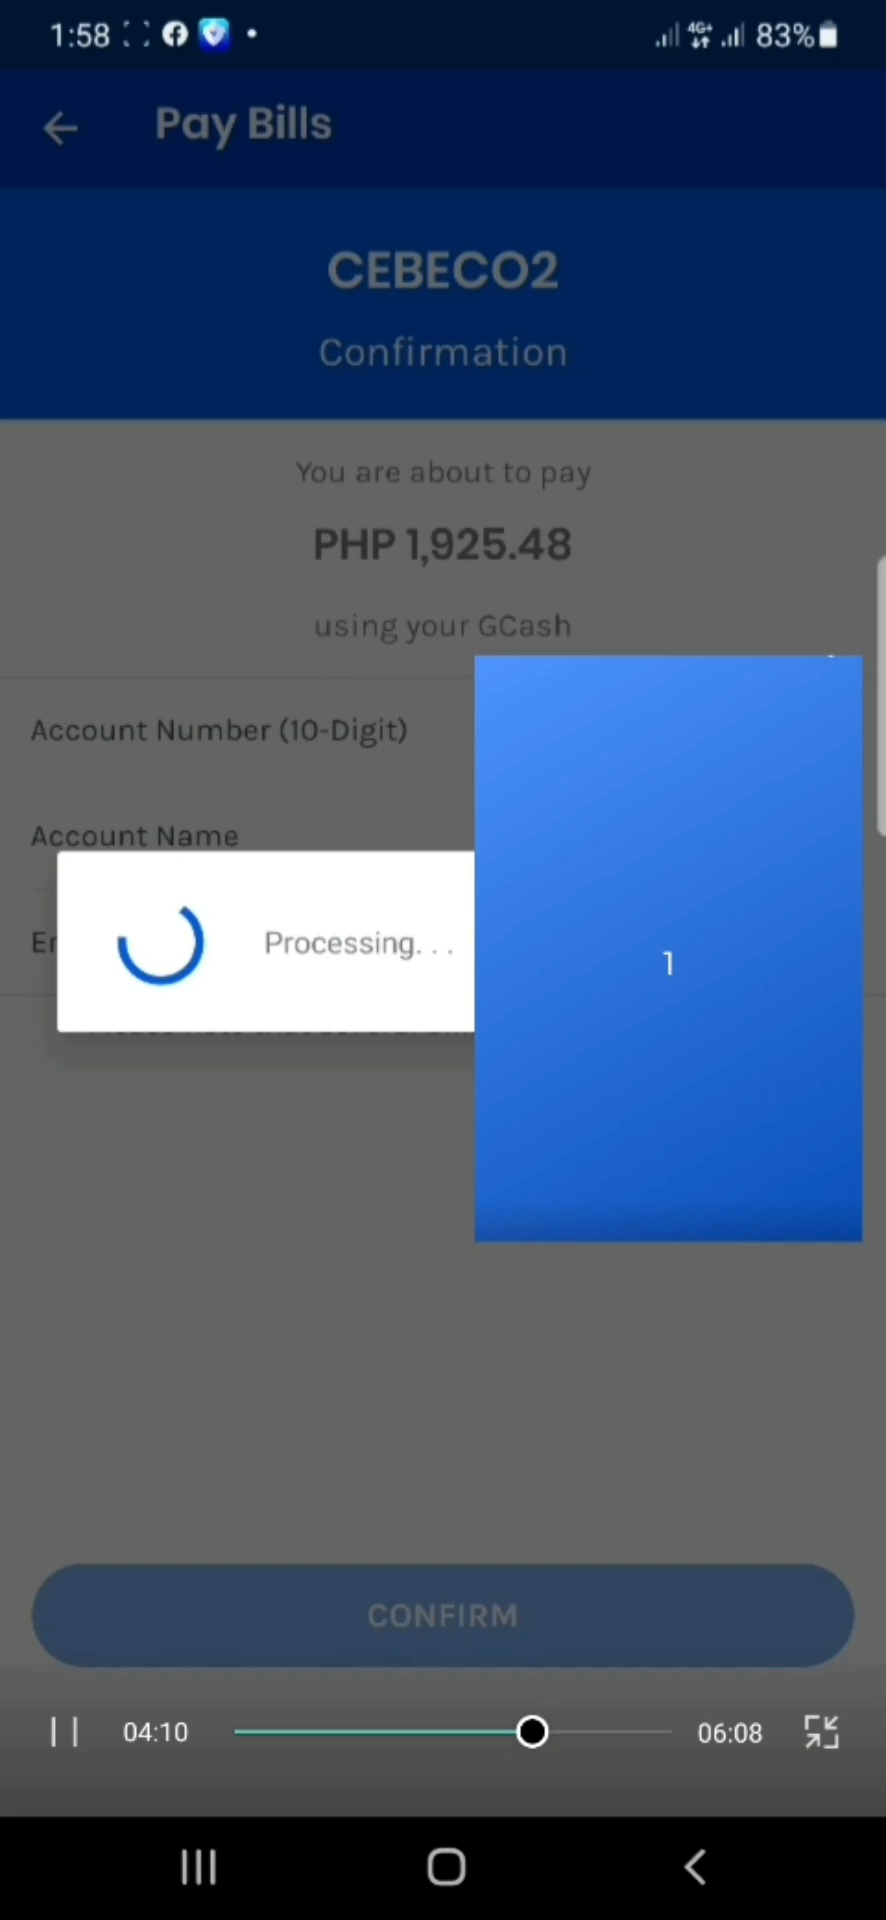 1:58 4G+ 83%
Pay Bills
CEBECO2
Confirmation
You are about to pay
PHP 1,925.48
using your GCash
Account Number (10-Digit)
Account Name
Processing. . .
1
CONFIRM
04:10 06:08